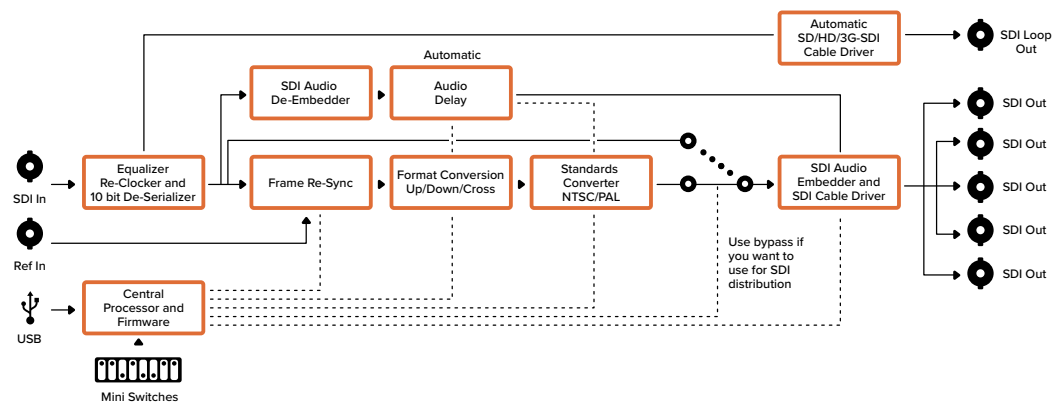 Automatic
SD/HD/3G-SDI
Cable Driver
SDI Loop
Out
Automatic
SDI Audio
De-Embedder
Audio
Delay
SDI Out
SDI Out
SDI In
Equalizer
Re-Clocker and
10 bit De-Serializer
Frame Re-Sync
Format Conversion
Up/Down/Cross
Standards
Converter
NTSC/PAL
SDI Audio
Embedder and
SDI Cable Driver
SDI Out
SDI Out
SDI Out
Ref In
Use bypass if
you want to
use for SDI
distribution
USB
Central
Processor and
Firmware
Mini Switches